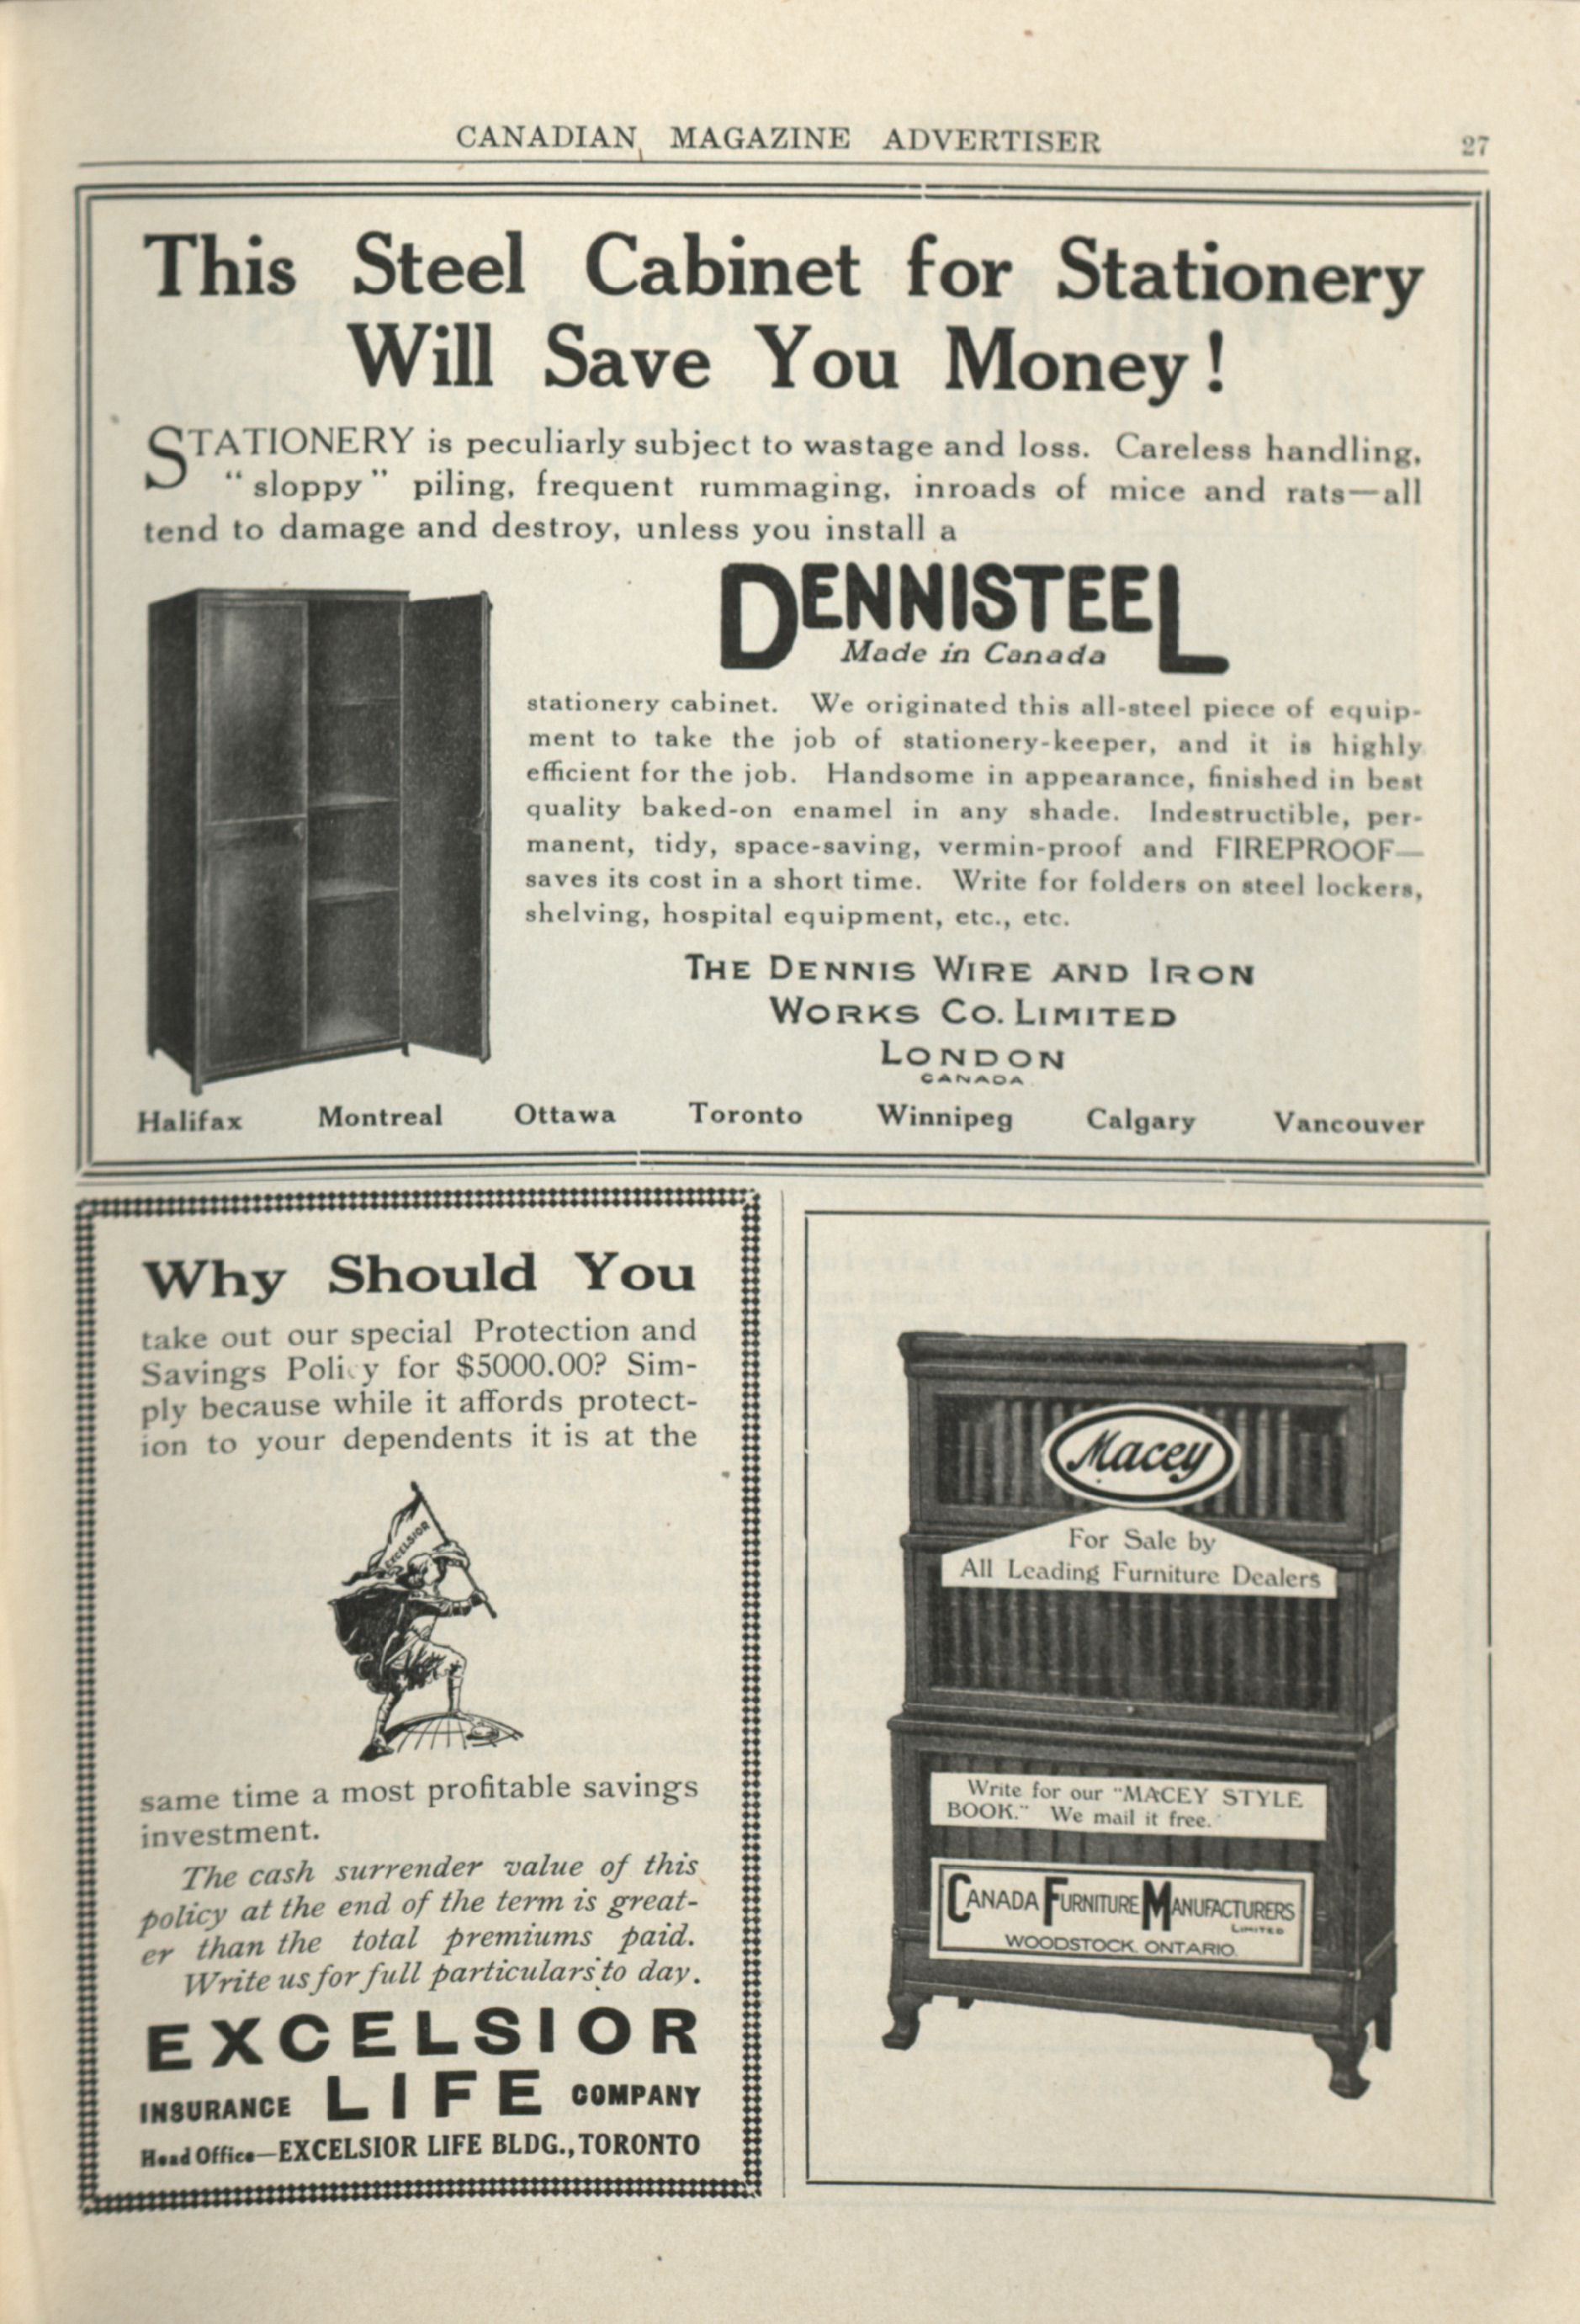 CANADIAN MAGAZINE ADVERTISER 27
This Steel Cabinet for Stationery
Will Save You Money!
STATIONERY is peculiarly subject to wastage and loss. Careless handling,
"sloppy" piling, frequent rummaging, inroads of mice and rats—all
tend to damage and destroy, unless you install a
DENNISTEEL
Made in Canada
stationery cabinet. We originated this all-steel piece of equip-
ment to take the job of stationery-keeper, and it is highly
efficient for the job. Handsome in appearance, finished in best
quality baked-on enamel in any shade. Indestructible, per-
manent, tidy, space-saving, vermin-proof and FIREPROOF—
saves its cost in a short time. Write for folders on steel lockers,
shelving, hospital equipment, etc., etc.
THE DENNIS WIRE AND IRON
WORKS CO. LIMITED
LONDON
CANADA
Halifax Montreal Ottawa Toronto Winnipeg Calgary Vancouver
Why Should You
take out our special Protection and
Savings Policy for $5000.00? Sim-
ply because while it affords protect-
ion to your dependents it is at the
EXCELSIOR
same time a most profitable savings
investment.
The cash surrender value of this
policy at the end of the term is great-
er than the total premiums paid.
Write us for full particulars to day.
EXCELSIOR
INSURANCE LIFE COMPANY
Head Office—EXCELSIOR LIFE BLDG., TORONTO
Macey
For Sale by
All Leading Furniture Dealers
Write for our "MACEY STYLE
BOOK." We mail it free.
CANADA FURNITURE MANUFACTURERS
LIMITED
WOODSTOCK, ONTARIO.